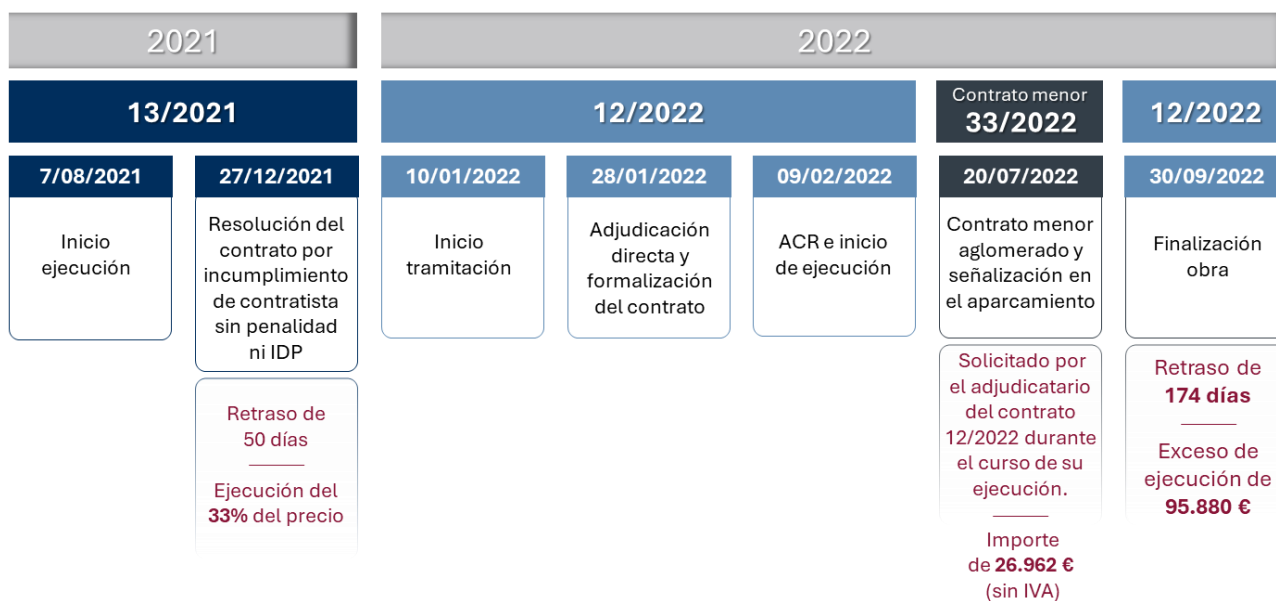 2021
2022
13/2021
12/2022
Contrato menor
33/2022
12/2022
7/08/2021
Inicio
ejecución
27/12/2021
Resolución del
contrato por
incumplimiento
de contratista
sin penalidad
ni IDP
Retraso de
50 días
Ejecución del
33% del precio
10/01/2022
Inicio
tramitación
28/01/2022
Adjudicación
directa y
formalización
del contrato
09/02/2022
ACR e inicio
de ejecución
20/07/2022
Contrato menor
aglomerado y
señalización en
el aparcamiento
Solicitado por
el adjudicatario
del contrato
12/2022 durante
el curso de su
ejecución.
Importe
de 26.962 €
(sin IVA)
30/09/2022
Finalización
obra
Retraso de
174 días
Exceso de
ejecución de
95.880 €